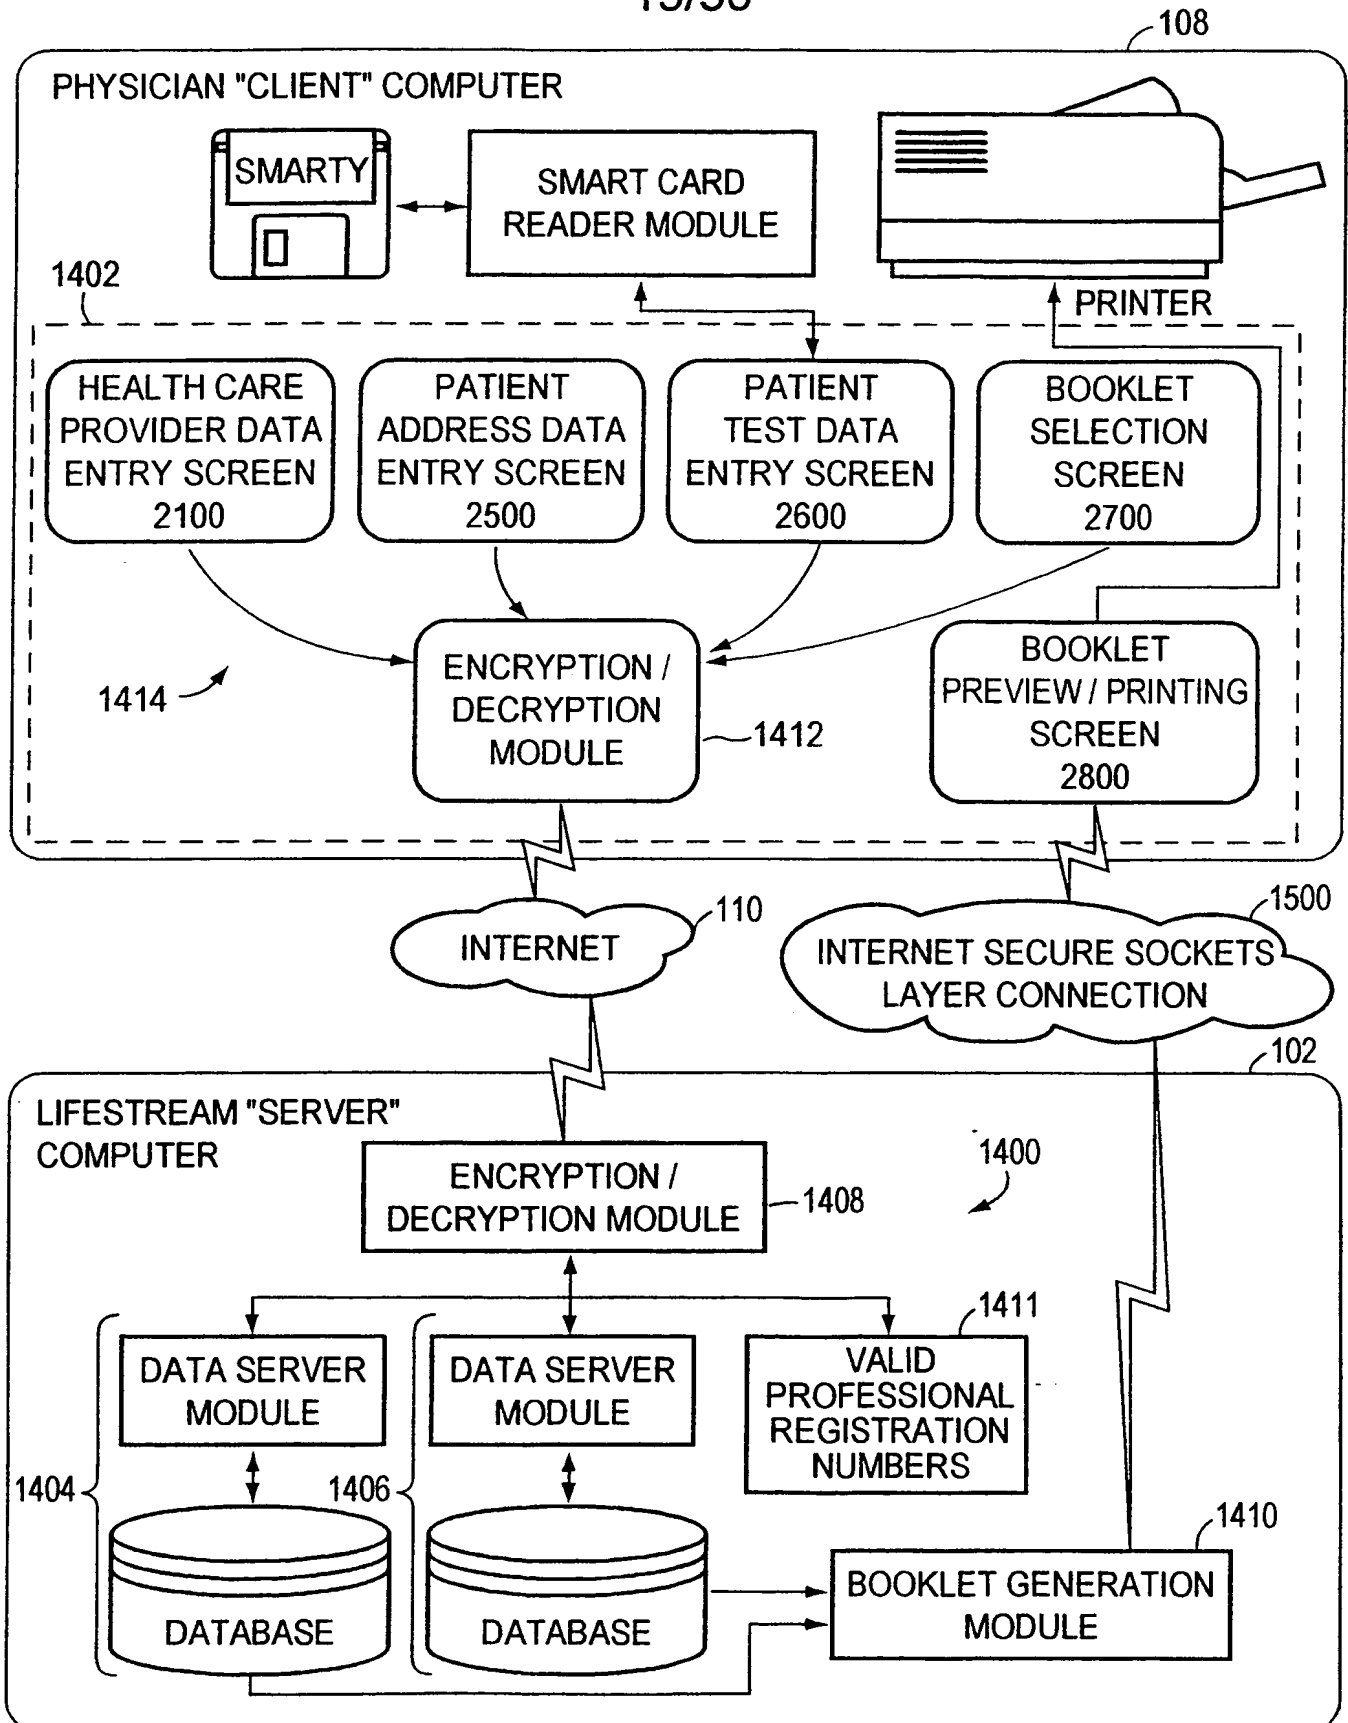 108
PHYSICIAN "CLIENT" COMPUTER
SMARTY
SMART CARD
READER MODULE
PRINTER
1402
HEALTH CARE
PROVIDER DATA
ENTRY SCREEN
2100
PATIENT
ADDRESS DATA
ENTRY SCREEN
2500
PATIENT
TEST DATA
ENTRY SCREEN
2600
BOOKLET
SELECTION
SCREEN
2700
ENCRYPTION /
DECRYPTION
MODULE
1412
1414
BOOKLET
PREVIEW / PRINTING
SCREEN
2800
INTERNET
110
INTERNET SECURE SOCKETS
LAYER CONNECTION
1500
102
LIFESTREAM "SERVER"
COMPUTER
ENCRYPTION /
DECRYPTION MODULE
1408
1400
DATA SERVER
MODULE
DATA SERVER
MODULE
1411
VALID
PROFESSIONAL
REGISTRATION
NUMBERS
1404
1406
DATABASE
DATABASE
1410
BOOKLET GENERATION
MODULE